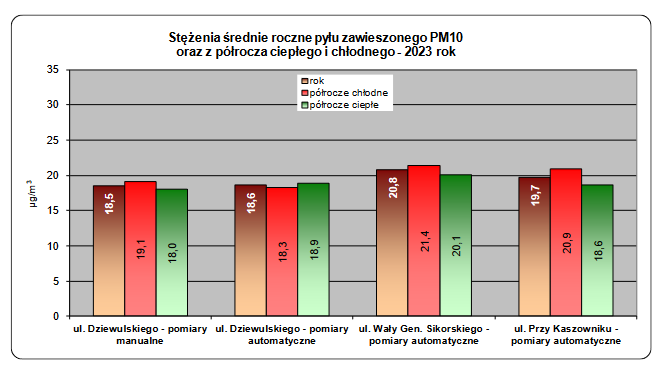 Stężenia średnie roczne pyłu zawieszonego PM10
oraz z półrocza ciepłego i chłodnego - 2023 rok
rok
półrocze chłodne
półrocze ciepłe
µg/m³
35
30
25
20
15
10
5
0
18,5
19,1
18,0
18,6
18,3
18,9
20,8
21,4
20,1
19,7
20,9
18,6
ul. Dziewulskiego - pomiary
manualne
ul. Dziewulskiego - pomiary
automatyczne
ul. Wały Gen. Sikorskiego -
pomiary automatyczne
ul. Przy Kaszowniku -
pomiary automatyczne